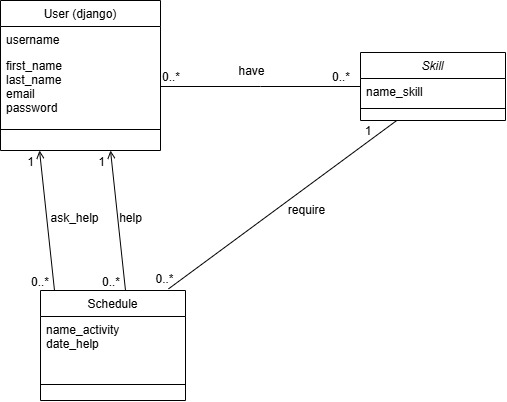 User (django)
username
first_name
last_name
email
password
0..*
have
0..*
Skill
name_skill
1
1
1
ask_help
help
require
0..*
0..*
0..*
Schedule
name_activity
date_help